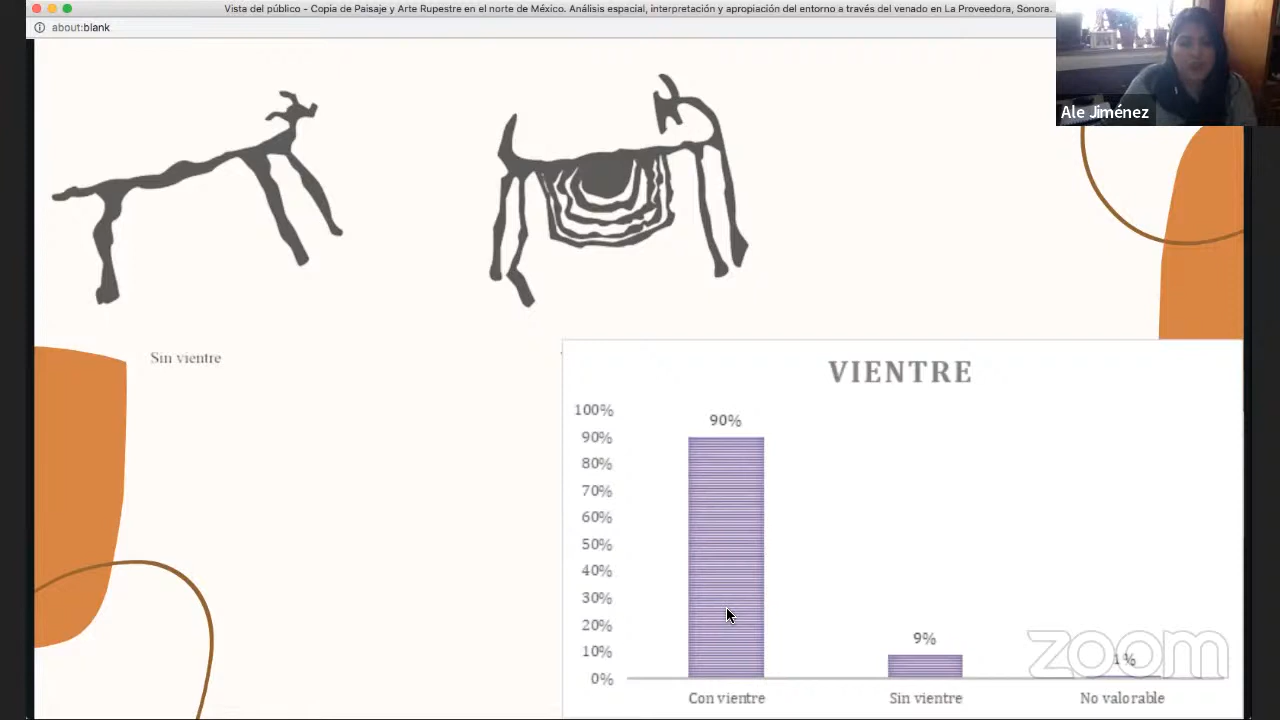 Vista del público - Copia de Paisaje y Arte Rupestre en el norte de México. Análisis espacial, interpretación y apropiación del entorno a través del venado en La Proveedora, Sonora.
about:blank
Ale Jiménez
Sin vientre
VIENTRE
100%
90%
80%
70%
60%
50%
40%
30%
20%
10%
0%
90%
9%
1%
Con vientre
Sin vientre
No valorable
zoom